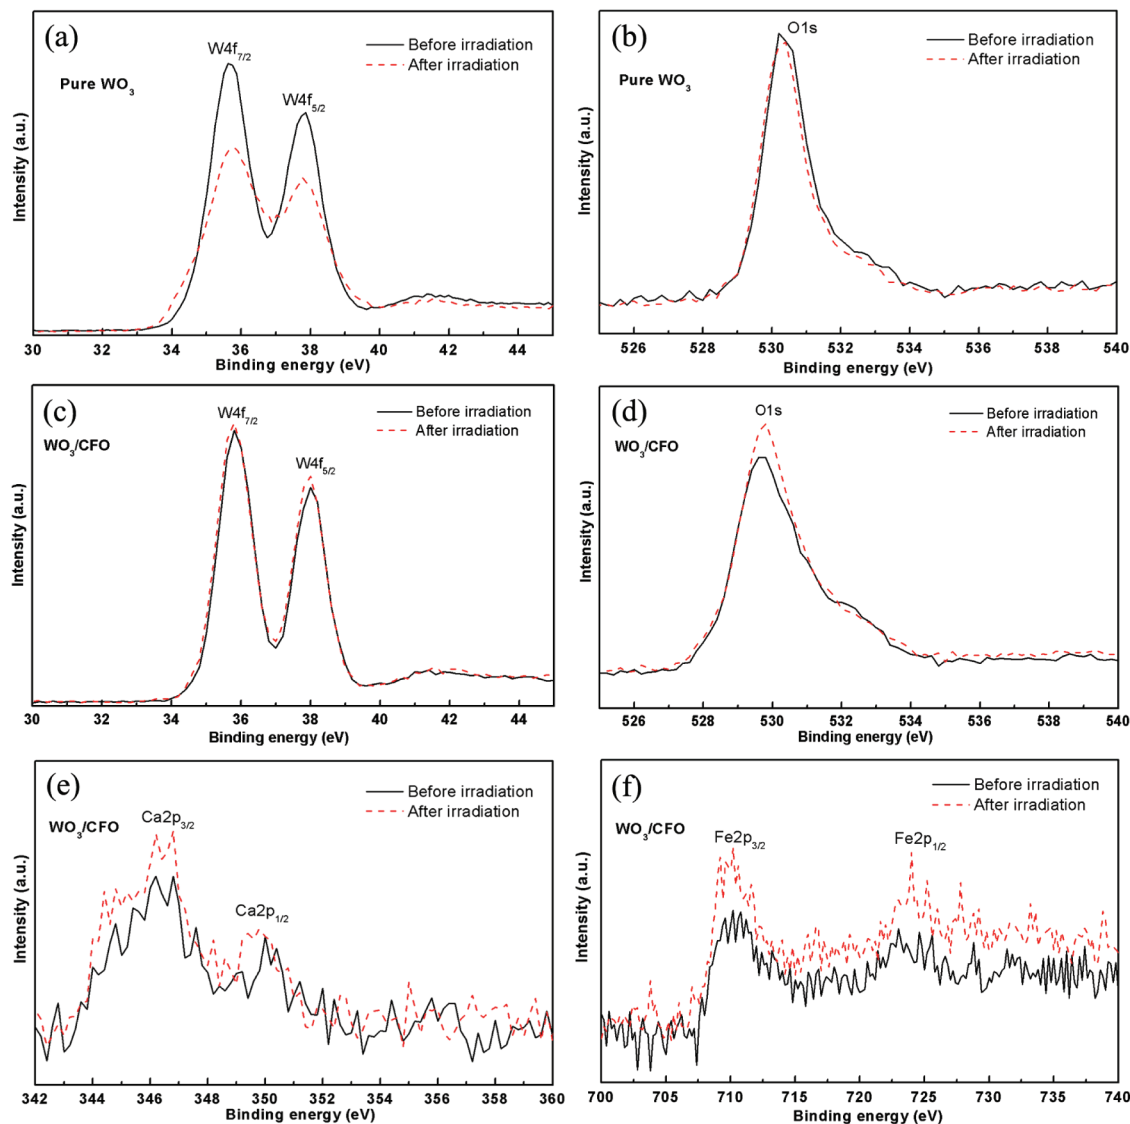 (a)
W4f7/2
W4f5/2
Before irradiation
After irradiation
Pure WO3
Intensity (a.u.)
30 32 34 36 38 40 42 44
Binding energy (eV)
(b)
O1s
Before irradiation
After irradiation
Pure WO3
Intensity (a.u.)
526 528 530 532 534 536 538 540
Binding energy (eV)
(c)
W4f7/2
W4f5/2
Before irradiation
After irradiation
WO3/CFO
Intensity (a.u.)
30 32 34 36 38 40 42 44
Binding energy (eV)
(d)
O1s
Before irradiation
After irradiation
WO3/CFO
Intensity (a.u.)
526 528 530 532 534 536 538 540
Binding energy (eV)
(e)
Ca2p3/2
Ca2p1/2
Before irradiation
After irradiation
WO3/CFO
Intensity (a.u.)
342 344 346 348 350 352 354 356 358 360
Binding energy (eV)
(f)
Before irradiation
After irradiation
WO3/CFO
Fe2p3/2
Fe2p1/2
Intensity (a.u.)
700 705 710 715 720 725 730 735 740
Binding energy (eV)